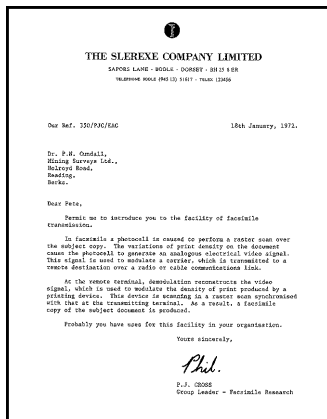 THE SLEREXE COMPANY LIMITED
SAPORS LANE - BOOLE - DORSET - BH 25 8 ER
TELEPHONE BOOLE (945 13) 51617 - TELEX 123456
Our Ref. 350/PJC/EAC
18th January, 1972.
Dr. P.N. Cundall,
Mining Surveys Ltd.,
Holroyd Road,
Reading,
Berks.
Dear Pete,
Permit me to introduce you to the facility of facsimile
transmission.
In facsimile a photocell is caused to perform a raster scan over
the subject copy. The variations of print density on the document
cause the photocell to generate an analogous electrical video signal.
This signal is used to modulate a carrier, which is transmitted to a
remote destination over a radio or cable communications link.
At the remote terminal, demodulation reconstructs the video
signal, which is used to modulate the density of print produced by a
printing device. This device is scanning in a raster scan synchronised
with that at the transmitting terminal. As a result, a facsimile
copy of the subject document is produced.
Probably you have uses for this facility in your organisation.
Yours sincerely,
Phil.
P.J. CROSS
Group Leader - Facsimile Research